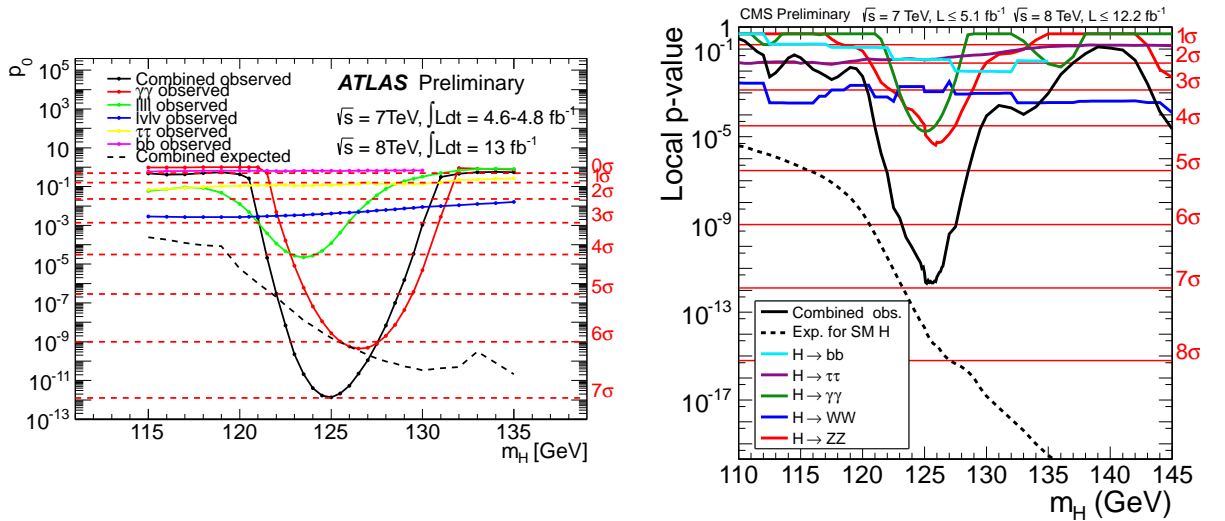 p₀
10⁵
10³
10
10⁻¹
10⁻³
10⁻⁵
10⁻⁷
10⁻⁹
10⁻¹¹
10⁻¹³
Combined observed
γγ observed
llll observed
lνlν observed
ττ observed
bb observed
Combined expected
ATLAS Preliminary
√s = 7TeV, ∫Ldt = 4.6-4.8 fb⁻¹
√s = 8TeV, ∫Ldt = 13 fb⁻¹
0σ
1σ
2σ
3σ
4σ
5σ
6σ
7σ
115 120 125 130 135
m_H [GeV]
CMS Preliminary √s = 7 TeV, L ≤ 5.1 fb⁻¹ √s = 8 TeV, L ≤ 12.2 fb⁻¹
Local p-value
1
10⁻¹
10⁻⁵
10⁻⁹
10⁻¹³
10⁻¹⁷
1σ
2σ
3σ
4σ
5σ
6σ
7σ
8σ
Combined obs.
Exp. for SM H
H → bb
H → ττ
H → γγ
H → WW
H → ZZ
110 115 120 125 130 135 140 145
m_H (GeV)